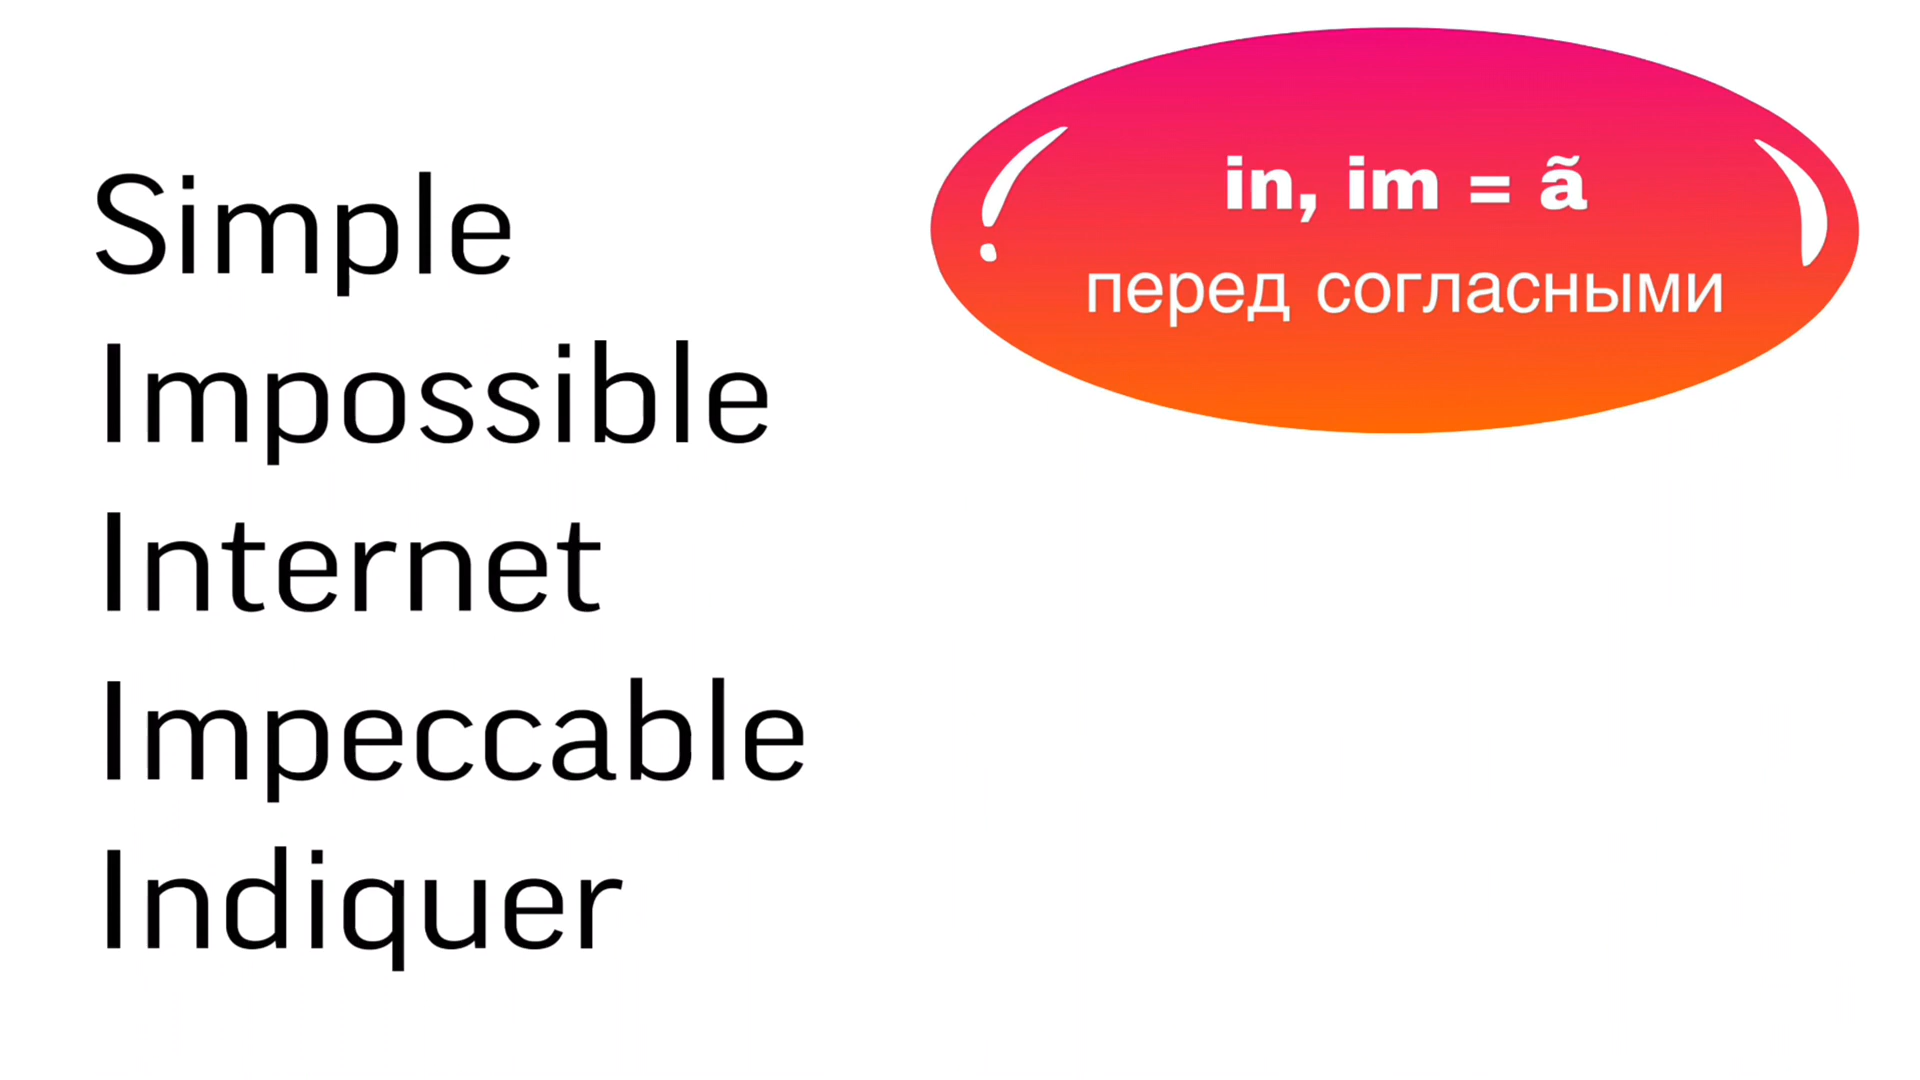 Simple
Impossible
Internet
Impeccable
Indiquer
in, im = ã
перед согласными